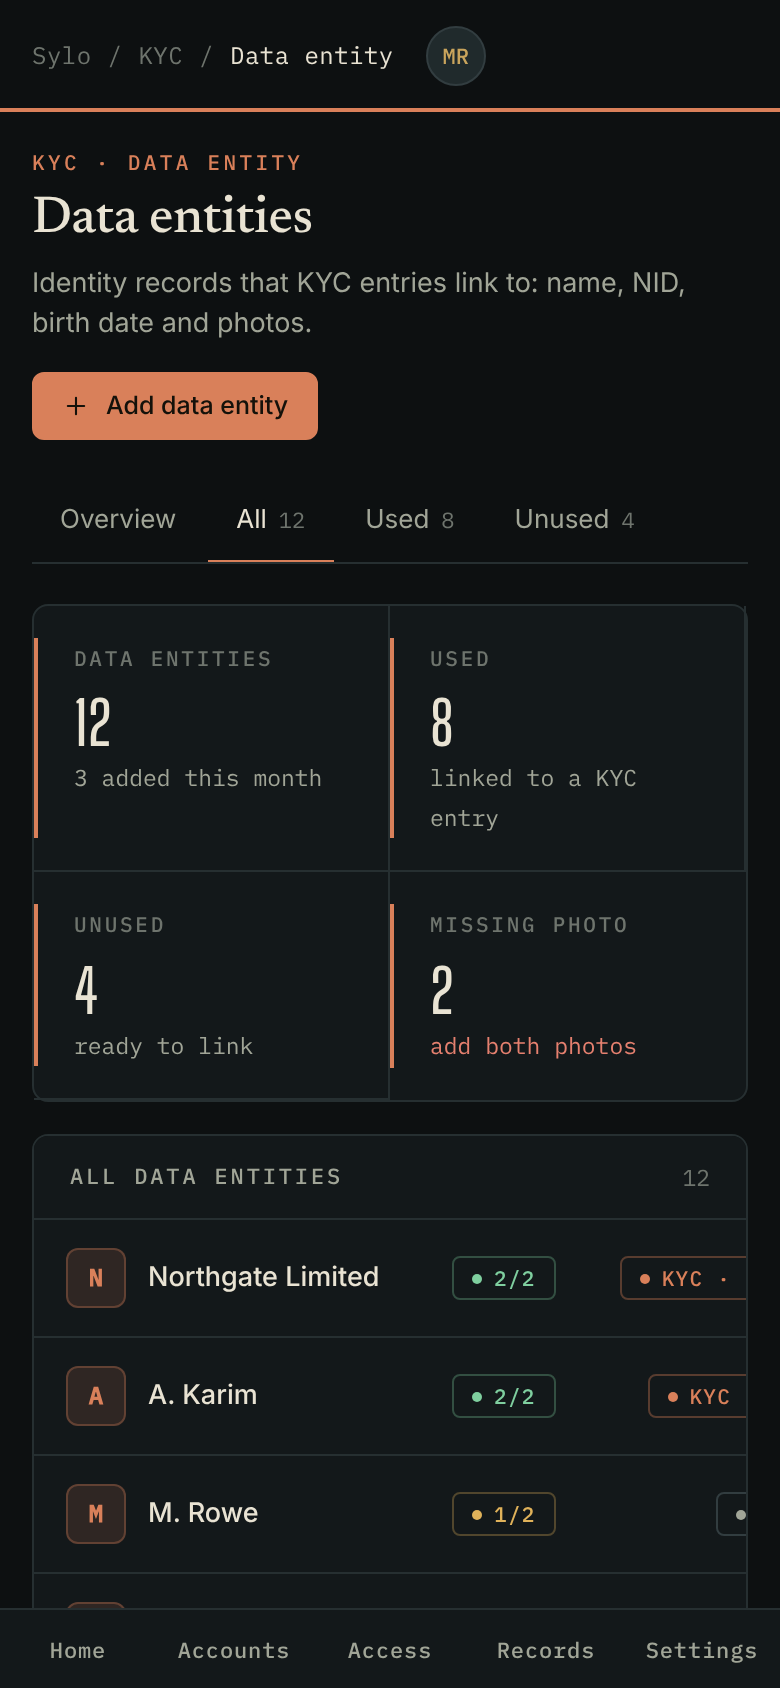 Sylo / KYC / Data entity MR
KYC · DATA ENTITY
Data entities
Identity records that KYC entries link to: name, NID,
birth date and photos.
+ Add data entity
Overview All 12 Used 8 Unused 4
DATA ENTITIES
12
3 added this month
USED
8
linked to a KYC
entry
UNUSED
4
ready to link
MISSING PHOTO
2
add both photos
ALL DATA ENTITIES 12
N Northgate Limited 2/2 KYC ·
A A. Karim 2/2 KYC
M M. Rowe 1/2
Home Accounts Access Records Settings